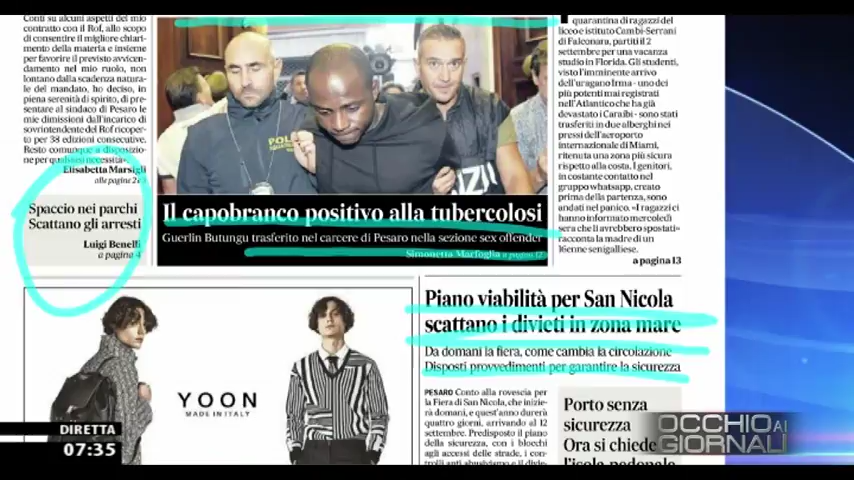 Conti su alcuni aspetti del mio
contratto con il Rof, allo scopo
di consentire il migliore chiari-
mento della materia e insieme
per favorire il previsto avvicen-
damento nel mio ruolo, non
lontano dalla scadenza natura-
le del mandato, ho deciso, in
piena serenità di spirito, di pre-
sentare al sindaco di Pesaro le
mie dimissioni dall'incarico di
sovrintendente del Rof ricoper-
to per 38 edizioni consecutive.
Resto comunque a disposizio-
ne per qualsiasi necessità».
Elisabetta Marsigli
alle pagine 2 e
Spaccio nei parchi
Scattano gli arresti
Luigi Benelli
a pagina 4
POLI
NZIA
Il capobranco positivo alla tubercolosi
Guerlin Butungu trasferito nel carcere di Pesaro nella sezione sex offender
Simonetta Marfoglia a pagina 12
quarantina di ragazzi del
liceo e istituto Cambi-Serrani
di Falconara, partiti il 2
settembre per una vacanza
studio in Florida. Gli studenti,
visto l'imminente arrivo
dell'uragano Irma - uno dei
più potenti mai registrati
nell'Atlantico che ha già
devastato i Caraibi - sono stati
trasferiti in due alberghi nei
pressi dell'aeroporto
internazionale di Miami,
ritenuta una zona più sicura
rispetto alla costa. I genitori,
in costante contatto nel
gruppo whatsapp, creato
prima della partenza, sono
andati nel panico. «I ragazzi ci
hanno informato mercoledì
sera che li avrebbero spostati»
racconta la madre di un
16enne senigalliese.
a pagina 13
YOON
MADE IN ITALY
Piano viabilità per San Nicola
scattano i divieti in zona mare
Da domani la fiera, come cambia la circolazione
Disposti provvedimenti per garantire la sicurezza
PESARO Conto alla rovescia per
la Fiera di San Nicola, che inizie-
rà domani, e quest'anno durerà
quattro giorni, arrivando al 12
settembre. Predisposto il piano
della sicurezza, con i blocchi
agli accessi delle strade, i con-
trolli anti abusivismo e il divie-
Porto senza
sicurezza
Ora si chiede
l'isola pedonale
DIRETTA
07:35
OCCHIO AI
GIORNALI